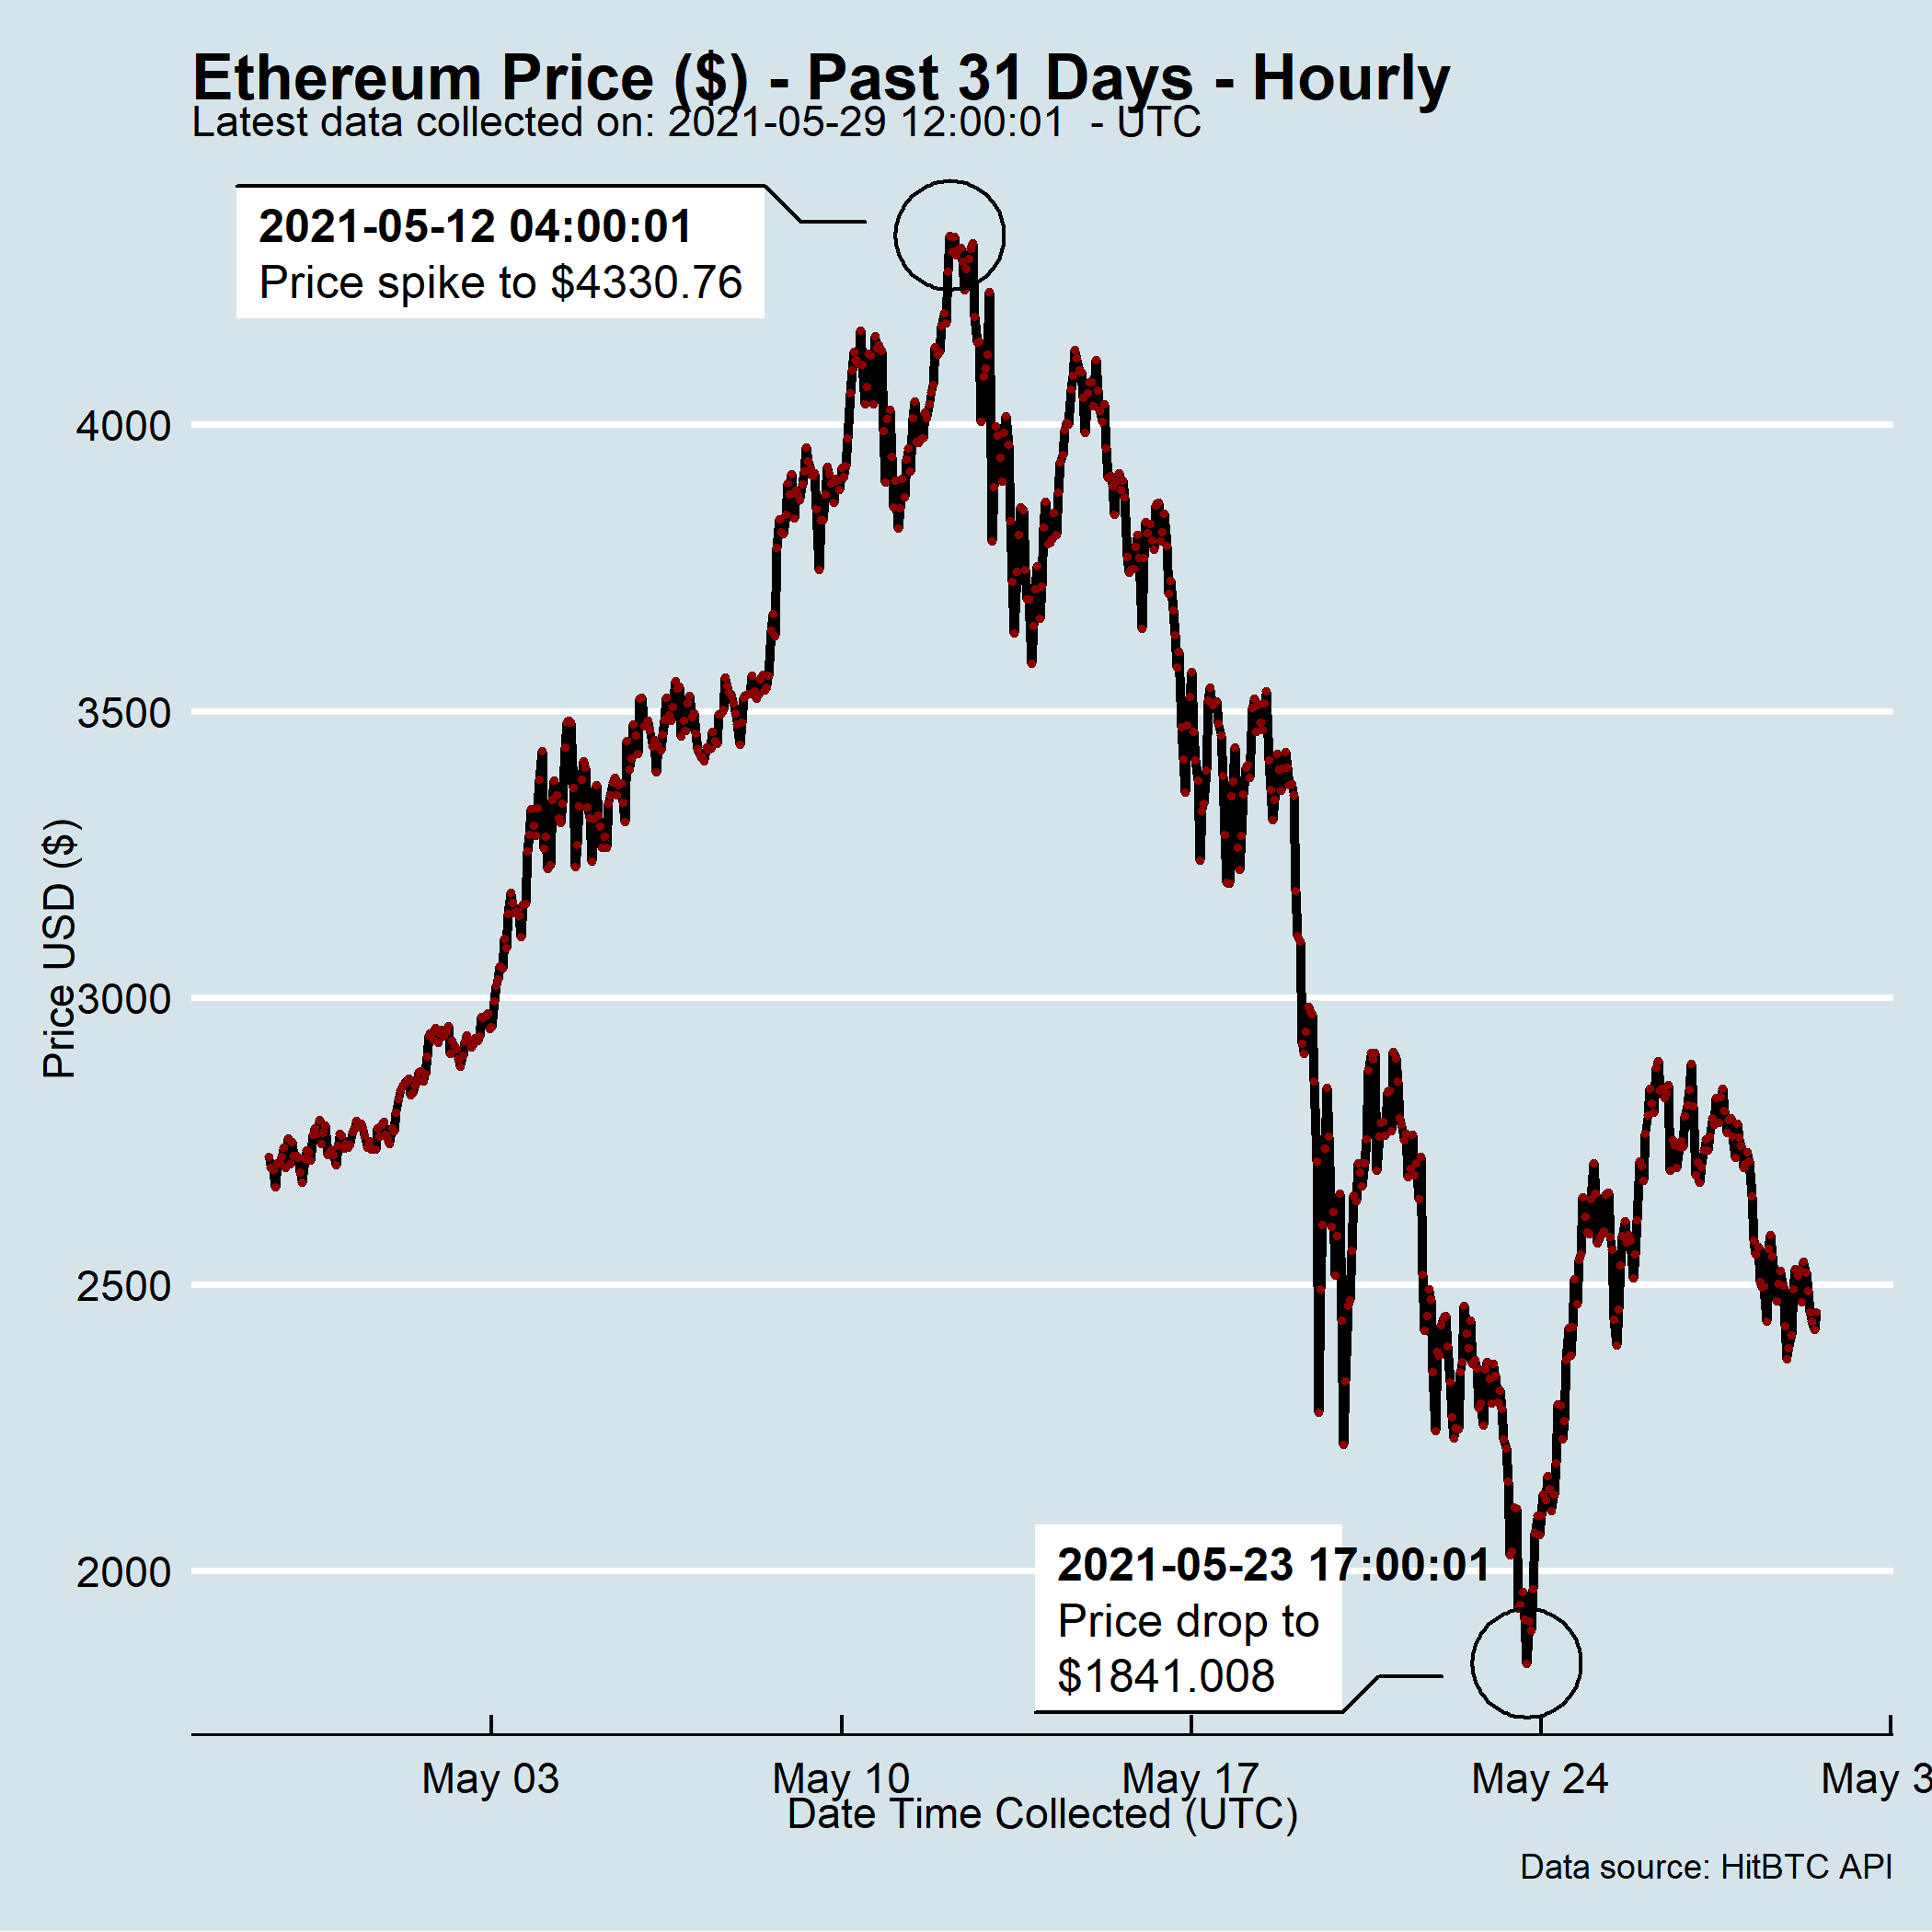 Ethereum Price ($) - Past 31 Days - Hourly
Latest data collected on: 2021-05-29 12:00:01  - UTC
2021-05-12 04:00:01
Price spike to $4330.76
4000
3500
3000
2500
2000
Price USD ($)
2021-05-23 17:00:01
Price drop to
$1841.008
May 03
May 10
May 17
May 24
May 3
Date Time Collected (UTC)
Data source: HitBTC API